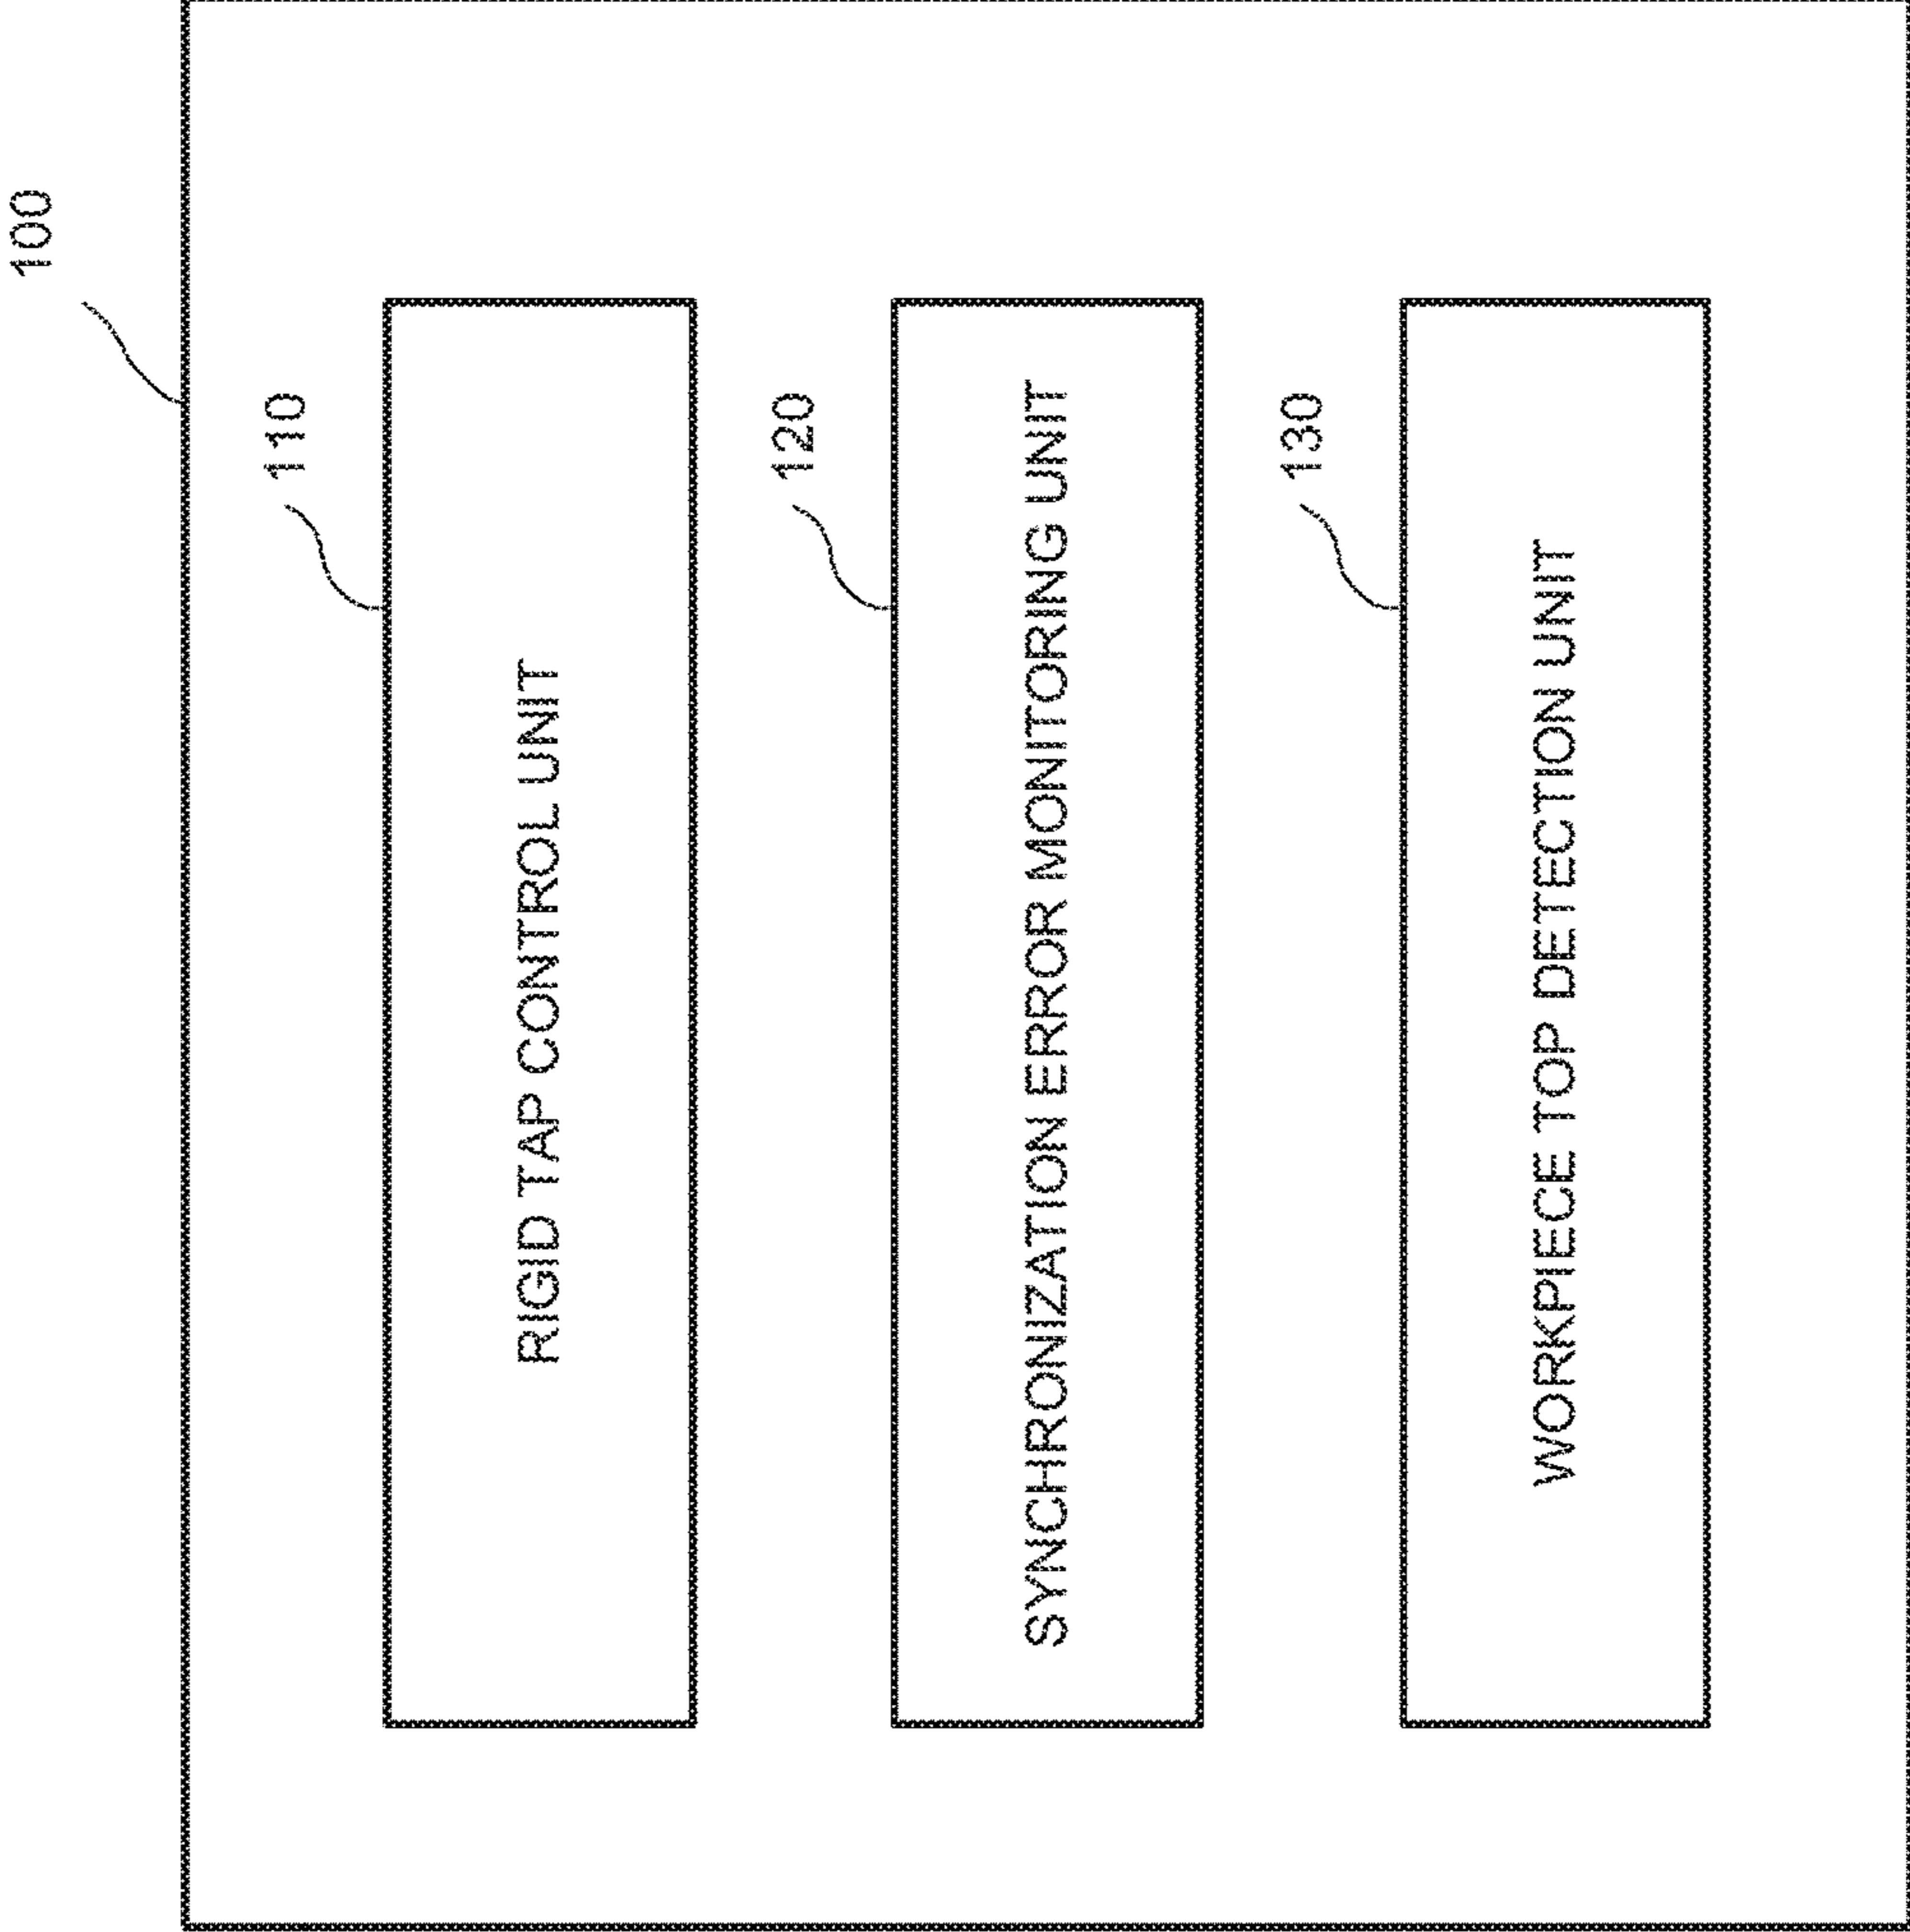 100
110
RIGID TAP CONTROL UNIT
120
SYNCHRONIZATION ERROR MONITORING UNIT
130
WORKPIECE TOP DETECTION UNIT